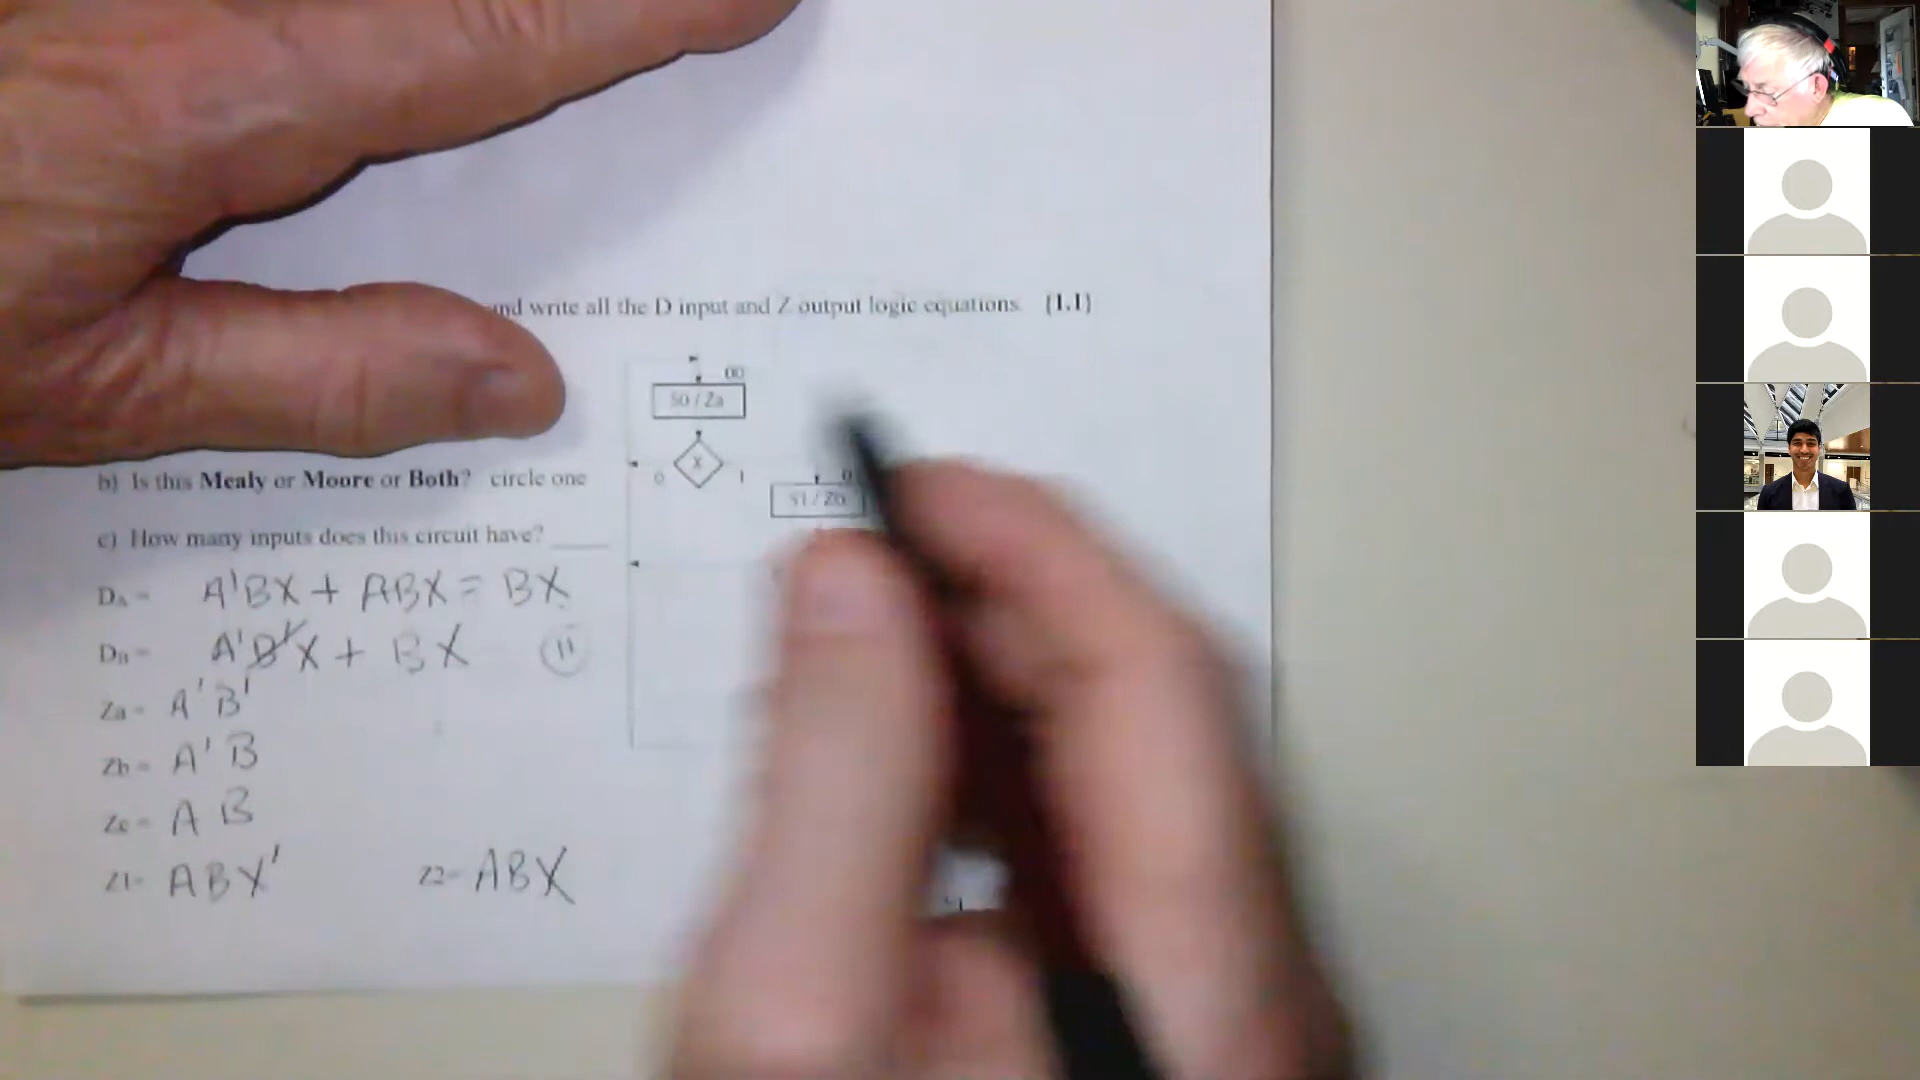 and write all the D input and Z output logic equations. {1.1}
00
S0 / Za
X
0 1
S1 / Zb
b) Is this Mealy or Moore or Both? circle one
c) How many inputs does this circuit have? ____
DA = A'BX + ABX = BX
DB = A'B'X + BX 11
Za = A'B'
Zb = A'B
Zc = AB
Z1= ABX' Z2= ABX